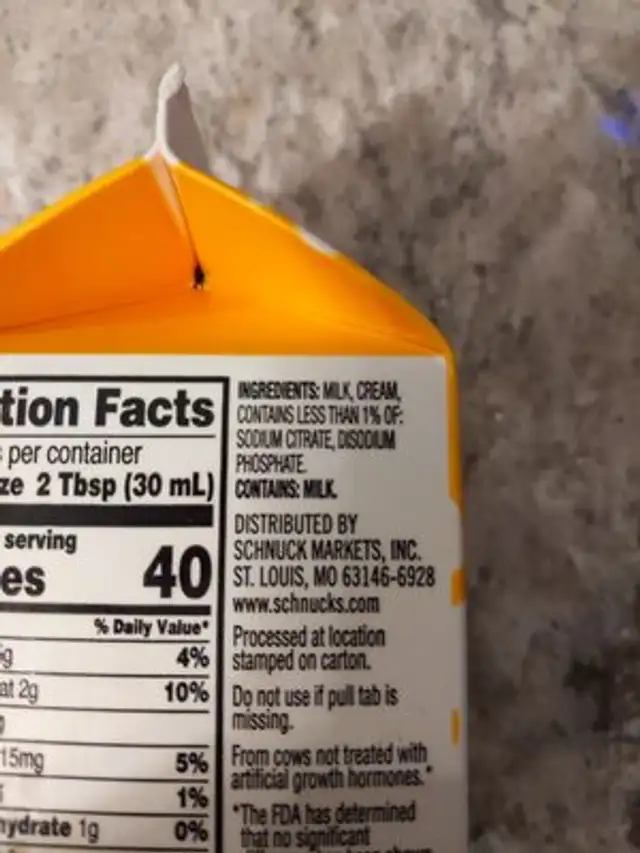 tion Facts
per container
ze 2 Tbsp (30 mL)
serving
es 40
% Daily Value*
g 4%
at 2g 10%
15mg 5%
1%
hydrate 1g 0%
INGREDIENTS: MILK, CREAM,
CONTAINS LESS THAN 1% OF:
SODIUM CITRATE, DISODIUM
PHOSPHATE.
CONTAINS: MILK.
DISTRIBUTED BY
SCHNUCK MARKETS, INC.
ST. LOUIS, MO 63146-6928
www.schnucks.com
Processed at location
stamped on carton.
Do not use if pull tab is
missing.
From cows not treated with
artificial growth hormones.*
*The FDA has determined
that no significant